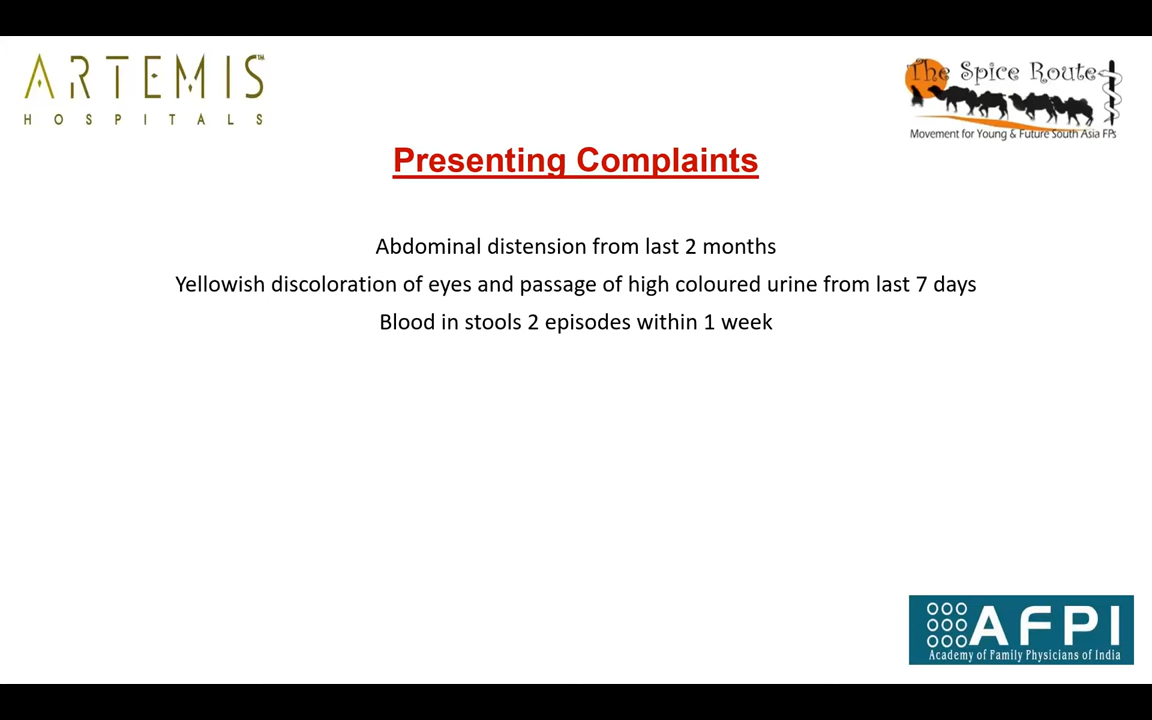 ARTEMIS™
HOSPITALS
The Spice Route
Movement for Young & Future South Asia FPs
Presenting Complaints
Abdominal distension from last 2 months
Yellowish discoloration of eyes and passage of high coloured urine from last 7 days
Blood in stools 2 episodes within 1 week
AFPI
Academy of Family Physicians of India